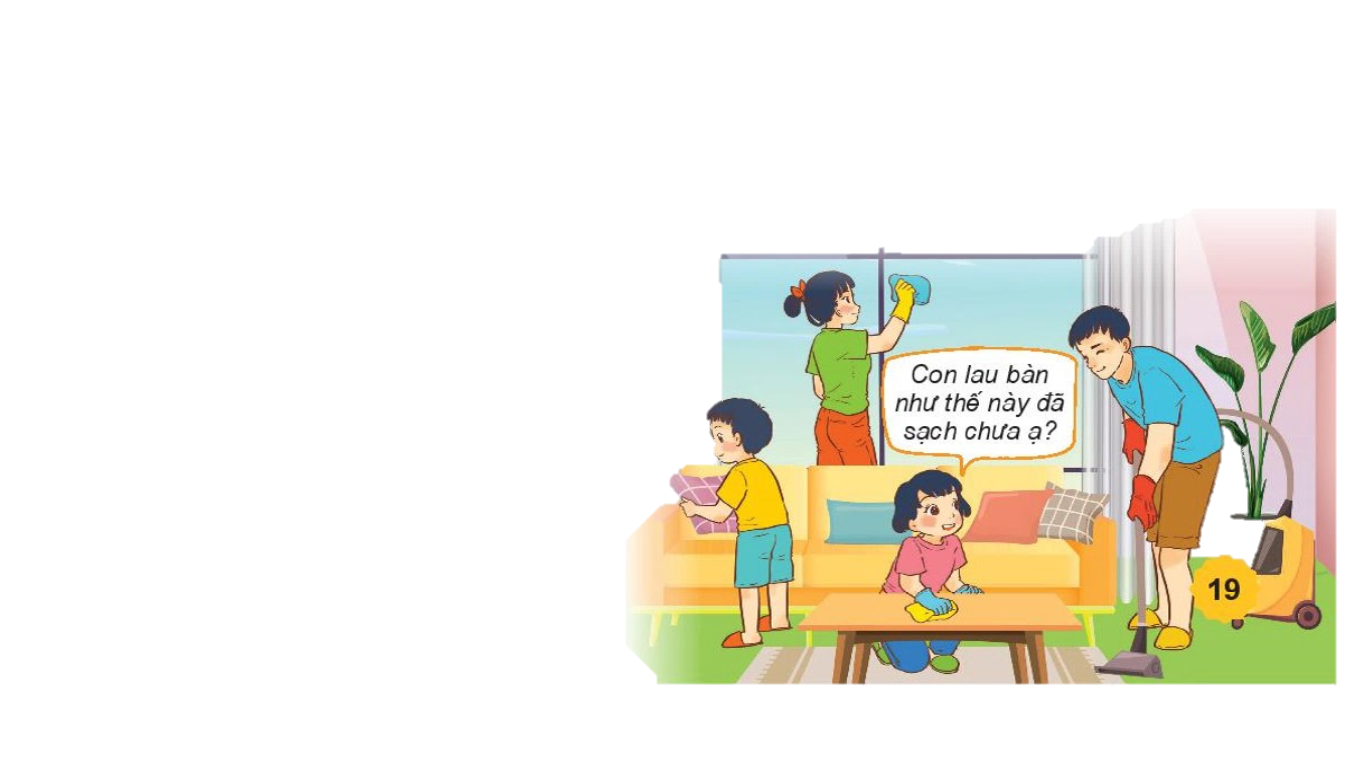 Con lau bàn
như thế này đã
sạch chưa ạ?
19